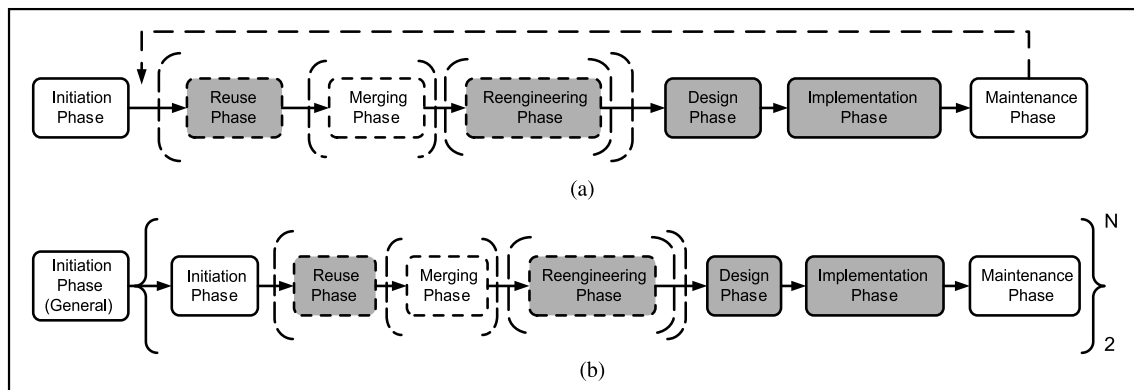 Initiation
Phase
Reuse
Phase
Merging
Phase
Reengineering
Phase
Design
Phase
Implementation
Phase
Maintenance
Phase
(a)
Initiation
Phase
(General)
Initiation
Phase
Reuse
Phase
Merging
Phase
Reengineering
Phase
Design
Phase
Implementation
Phase
Maintenance
Phase
N
2
(b)